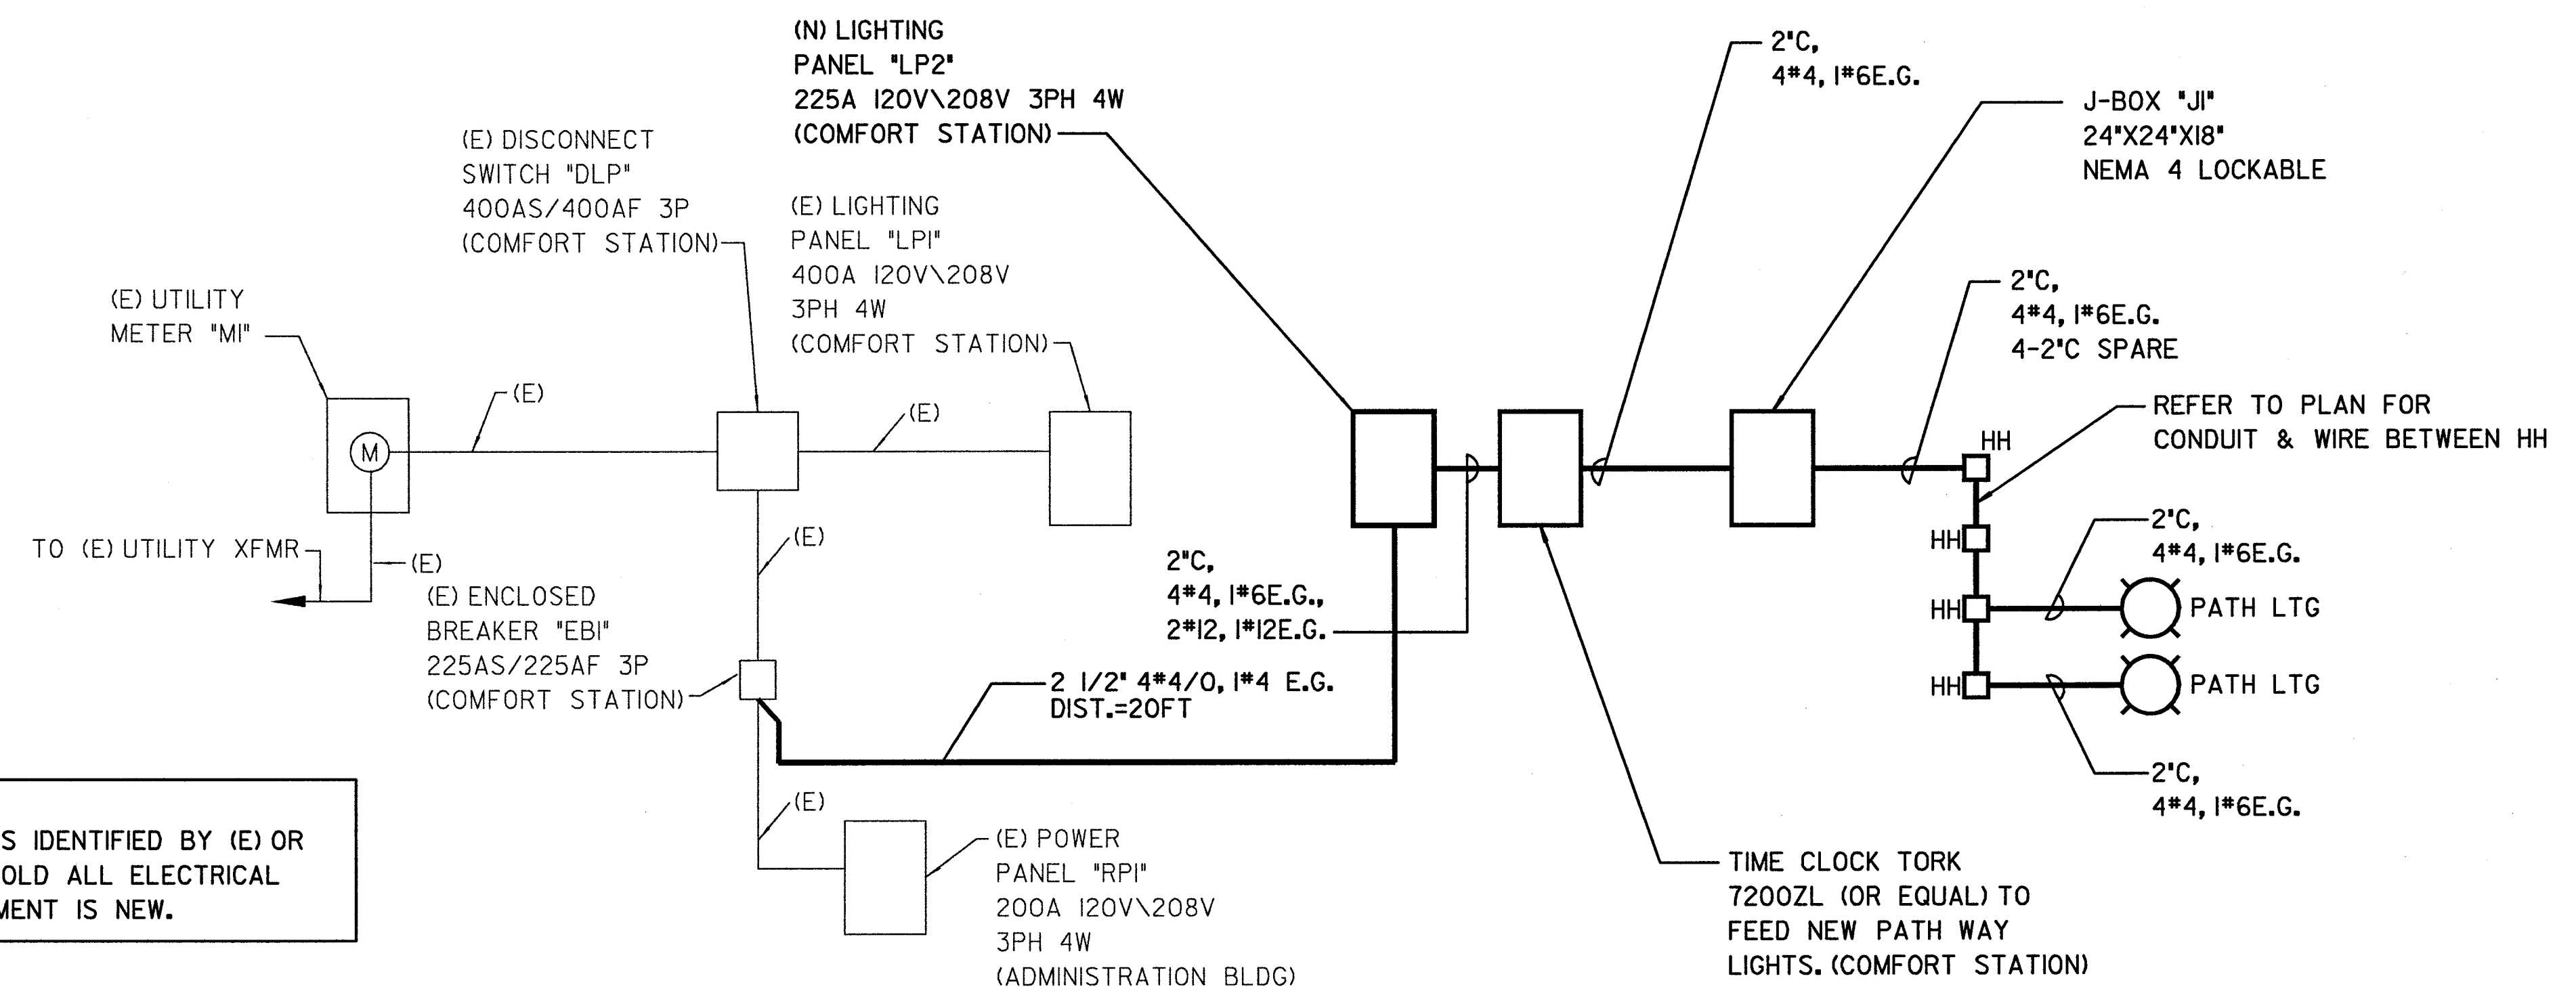 (N) LIGHTING
PANEL "LP2"
225A 120V\208V 3PH 4W
(COMFORT STATION)
2"C,
4#4, 1#6E.G.
J-BOX "J1"
24"X24"X18"
NEMA 4 LOCKABLE
(E) DISCONNECT
SWITCH "DLP"
400AS/400AF 3P
(COMFORT STATION)
(E) LIGHTING
PANEL "LP1"
400A 120V\208V
3PH 4W
(COMFORT STATION)
(E) UTILITY
METER "M1"
2"C,
4#4, 1#6E.G.
4-2"C SPARE
(E)
(E)
M
REFER TO PLAN FOR
CONDUIT & WIRE BETWEEN HH
HH
TO (E) UTILITY XFMR
(E)
(E)
HH
2"C,
4#4, 1#6E.G.
(E) ENCLOSED
BREAKER "EB1"
225AS/225AF 3P
(COMFORT STATION)
2"C,
4#4, 1#6E.G.,
2#12, 1#12E.G.
HH
PATH LTG
2 1/2" 4#4/0, 1#4 E.G.
DIST.=20FT
HH
PATH LTG
2"C,
4#4, 1#6E.G.
(E)
S IDENTIFIED BY (E) OR
OLD ALL ELECTRICAL
MENT IS NEW.
(E) POWER
PANEL "RP1"
200A 120V\208V
3PH 4W
(ADMINISTRATION BLDG)
TIME CLOCK TORK
7200ZL (OR EQUAL) TO
FEED NEW PATH WAY
LIGHTS. (COMFORT STATION)